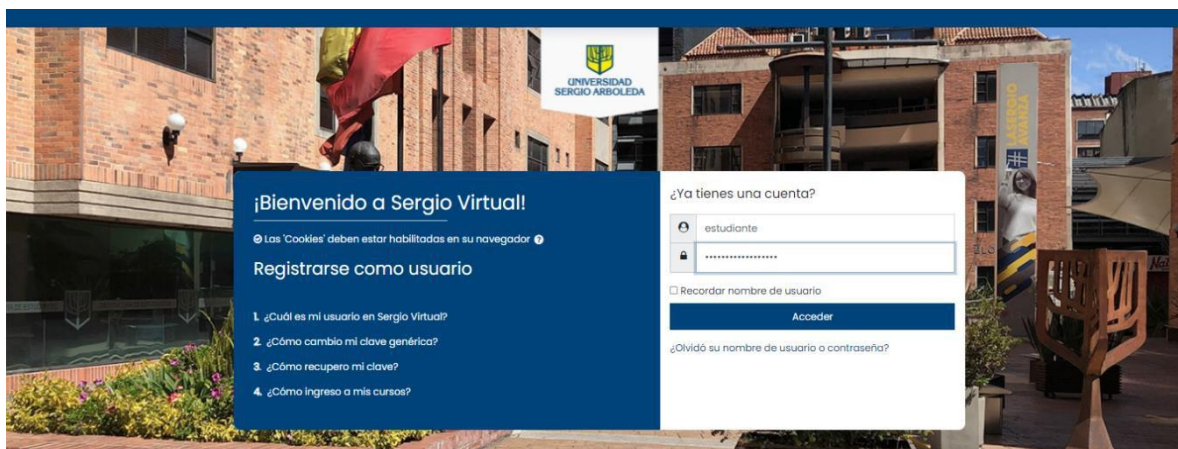 UNIVERSIDAD
SERGIO ARBOLEDA
#LASERGIO
AVANZA
¡Bienvenido a Sergio Virtual!
Las 'Cookies' deben estar habilitadas en su navegador
Registrarse como usuario
1. ¿Cuál es mi usuario en Sergio Virtual?
2. ¿Cómo cambio mi clave genérica?
3. ¿Cómo recupero mi clave?
4. ¿Cómo ingreso a mis cursos?
¿Ya tienes una cuenta?
estudiante
••••••••••••••••••
Recordar nombre de usuario
Acceder
¿Olvidó su nombre de usuario o contraseña?